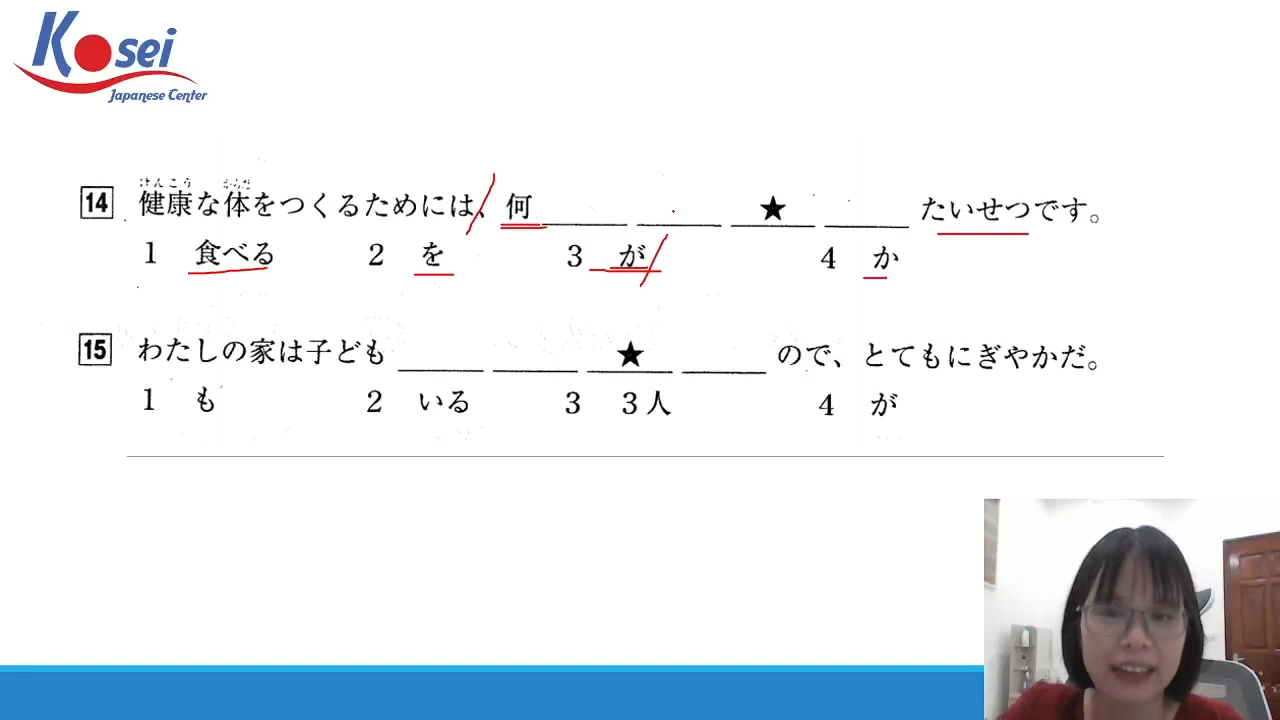 Kosei
Japanese Center
けんこう からだ
14 健康な体をつくるためには、何 ＿＿ ＿＿ ★ ＿＿ たいせつです。
1 食べる 2 を 3 が 4 か
15 わたしの家は子ども ＿＿ ＿＿ ★ ＿＿ ので、とてもにぎやかだ。
1 も 2 いる 3 3人 4 が